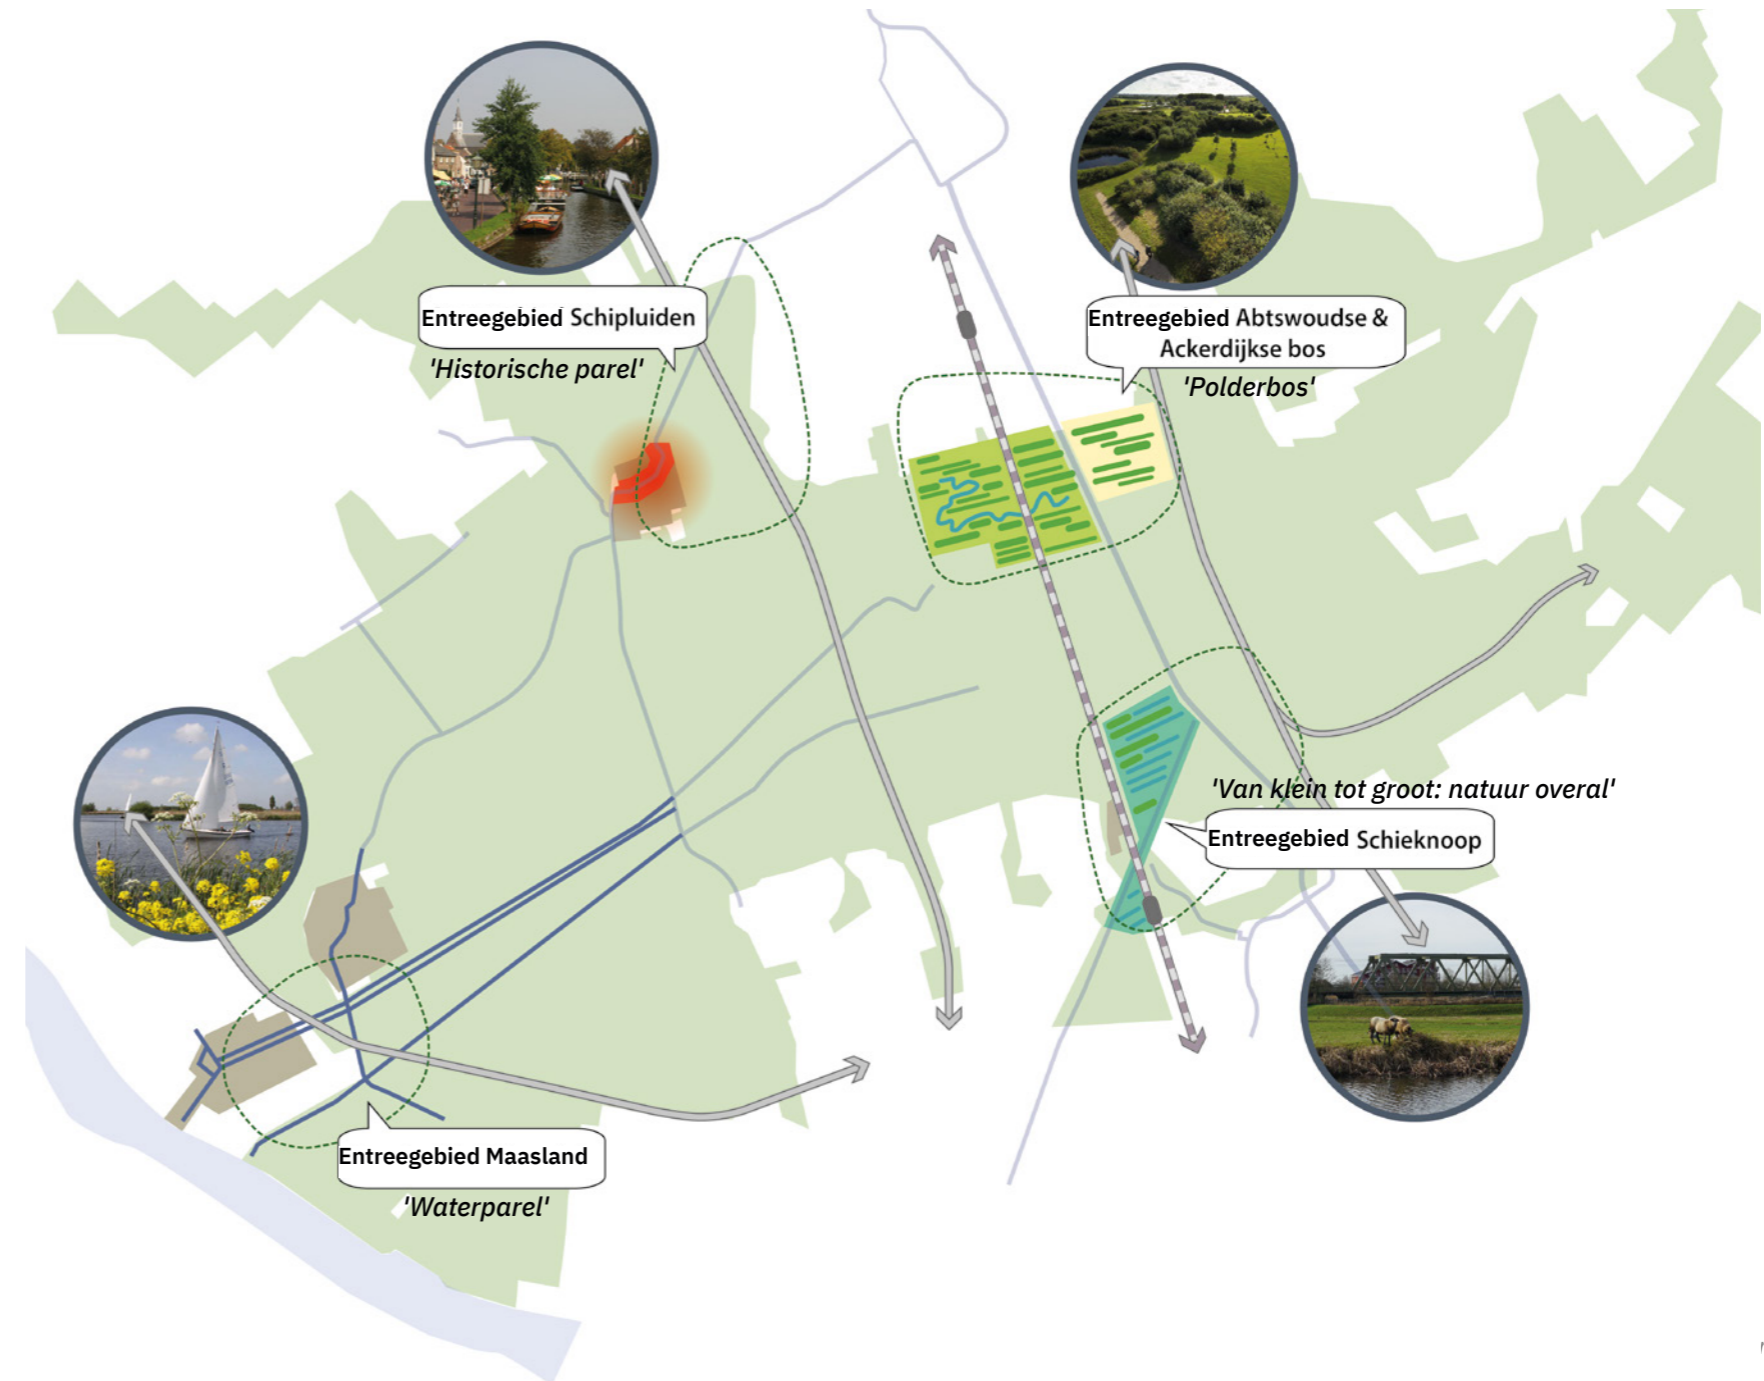 Entreegebied Schipluiden
'Historische parel'
Entreegebied Abtswoudse &
Ackerdijkse bos
'Polderbos'
'Van klein tot groot: natuur overal'
Entreegebied Schieknoop
Entreegebied Maasland
'Waterparel'